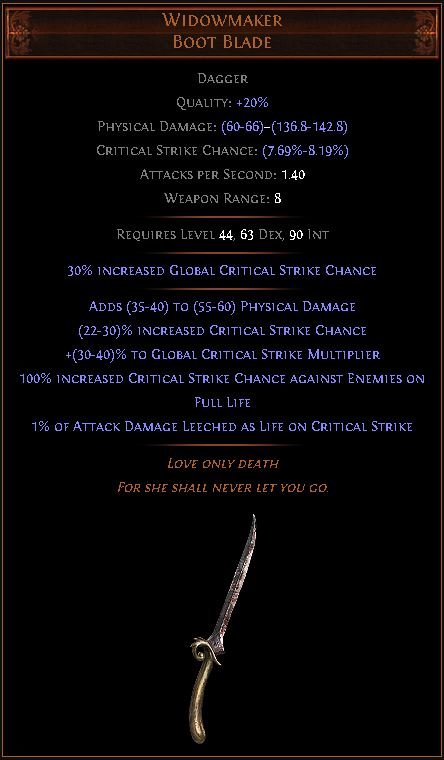 Widowmaker
Boot Blade
Dagger
Quality: +20%
Physical Damage: (60-66)–(136.8-142.8)
Critical Strike Chance: (7.69%-8.19%)
Attacks per Second: 1.40
Weapon Range: 8
Requires Level 44, 63 Dex, 90 Int
30% increased Global Critical Strike Chance
Adds (35-40) to (55-60) Physical Damage
(22-30)% increased Critical Strike Chance
+(30-40)% to Global Critical Strike Multiplier
100% increased Critical Strike Chance against Enemies on
Full Life
1% of Attack Damage Leeched as Life on Critical Strike
Love only death
For she shall never let you go.